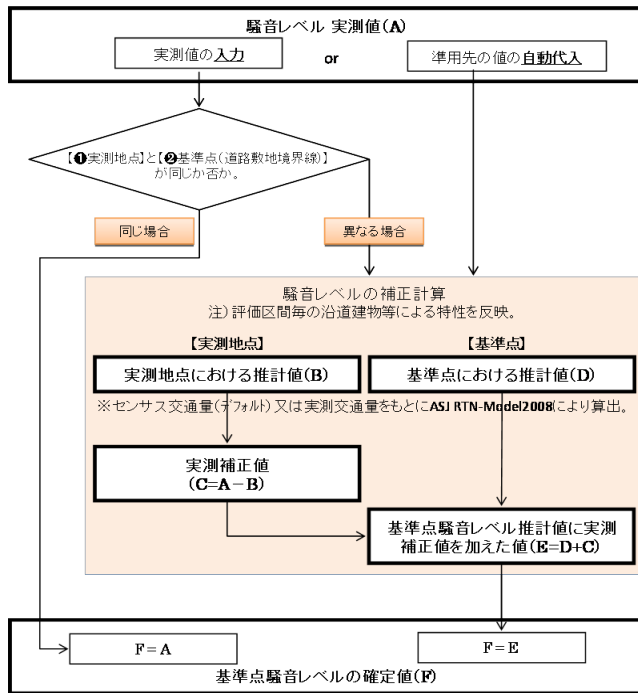 騒音レベル 実測値(A)
実測値の入力
or
準用先の値の自動代入
【❶実測地点】と【❷基準点(道路敷地境界線)】
が同じか否か。
同じ場合
異なる場合
騒音レベルの補正計算
注）評価区間毎の沿道建物等による特性を反映。
【実測地点】
【基準点】
実測地点における推計値(B)
基準点における推計値(D)
※センサス交通量(デフォルト)又は実測交通量をもとにASJ RTN-Model2008により算出。
実測補正値
(C=A－B)
基準点騒音レベル推計値に実測
補正値を加えた値(E=D+C)
F=A
F=E
基準点騒音レベルの確定値(F)